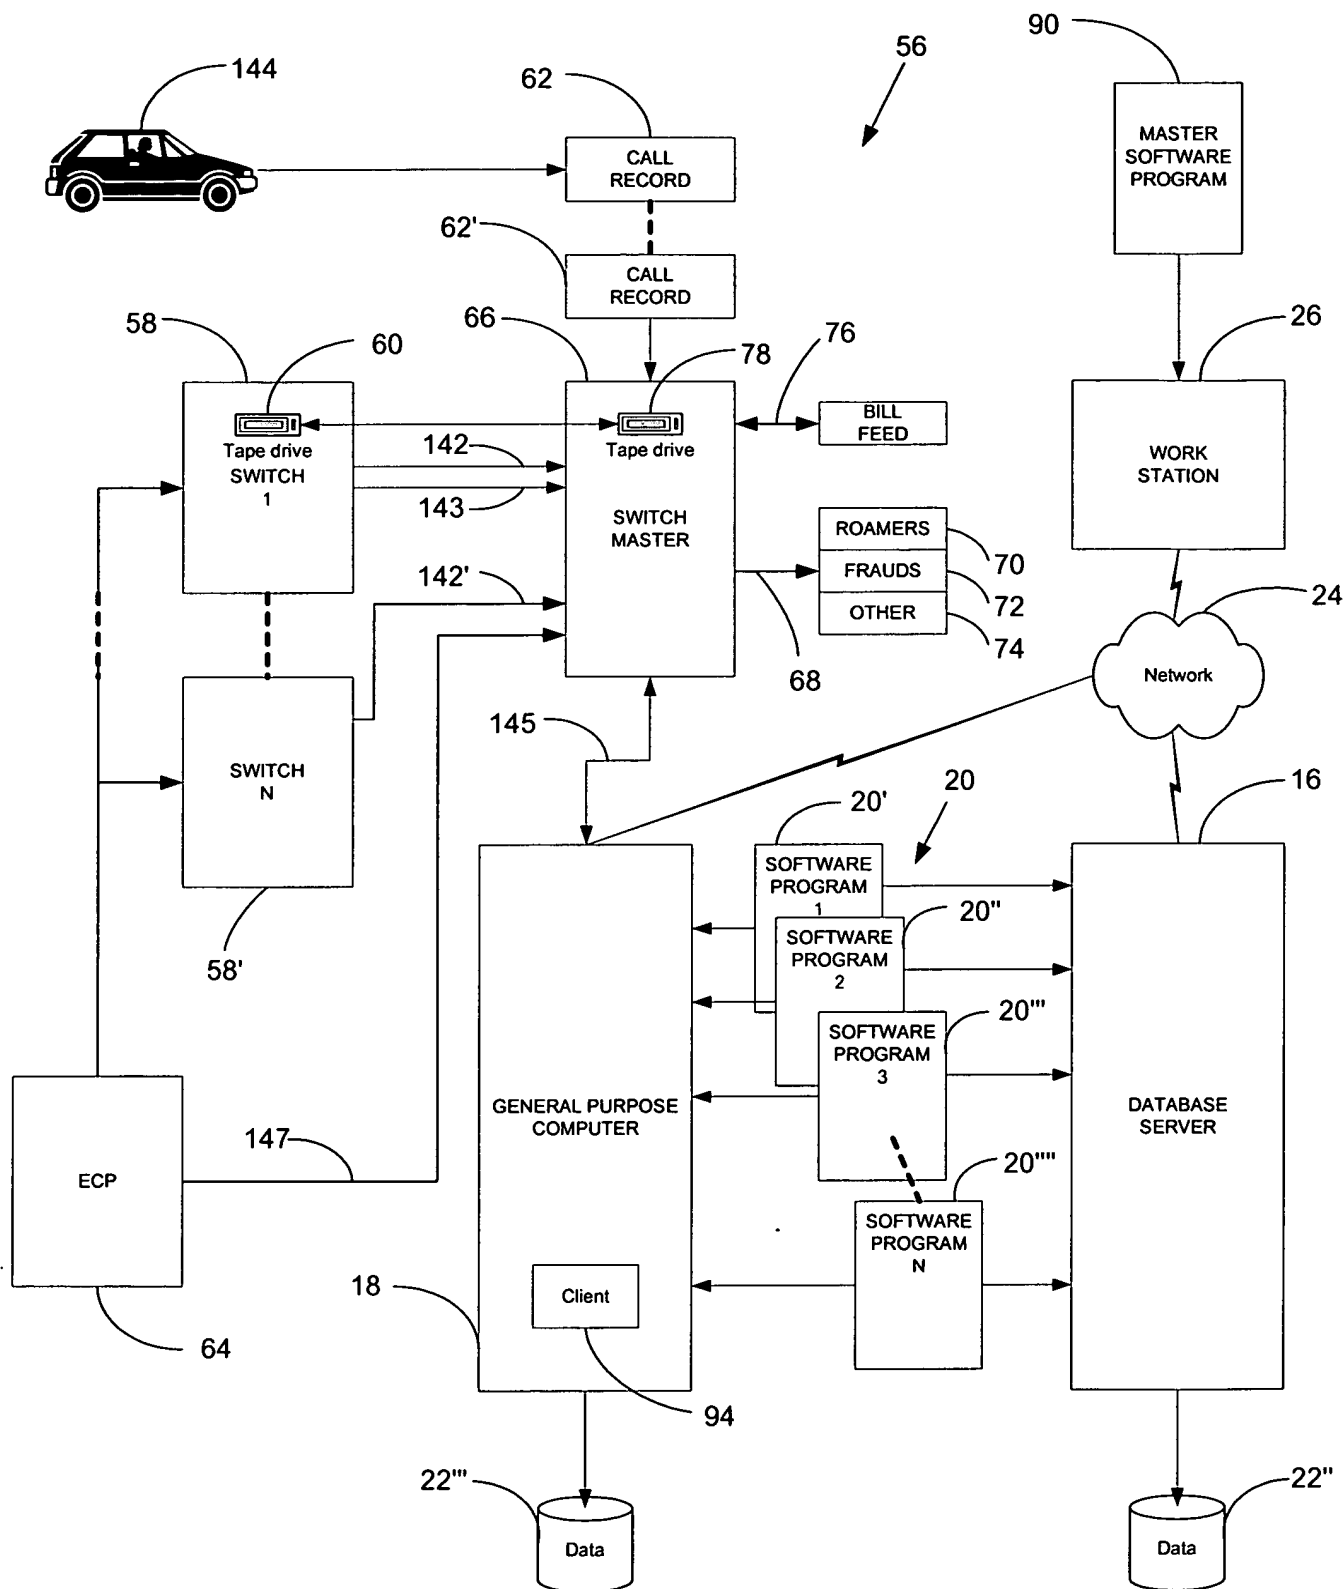 90
56
144
62
CALL
RECORD
MASTER
SOFTWARE
PROGRAM
62'
CALL
RECORD
58
60
66
78
76
26
Tape drive
SWITCH
1
Tape drive
SWITCH
MASTER
BILL
FEED
WORK
STATION
142
143
142'
ROAMERS
FRAUDS
OTHER
70
72
74
68
24
Network
145
SWITCH
N
58'
20'
20
16
SOFTWARE
PROGRAM
1
20"
SOFTWARE
PROGRAM
2
20'"
SOFTWARE
PROGRAM
3
GENERAL PURPOSE
COMPUTER
DATABASE
SERVER
147
ECP
64
20""
SOFTWARE
PROGRAM
N
18
Client
94
22'"
Data
22"
Data